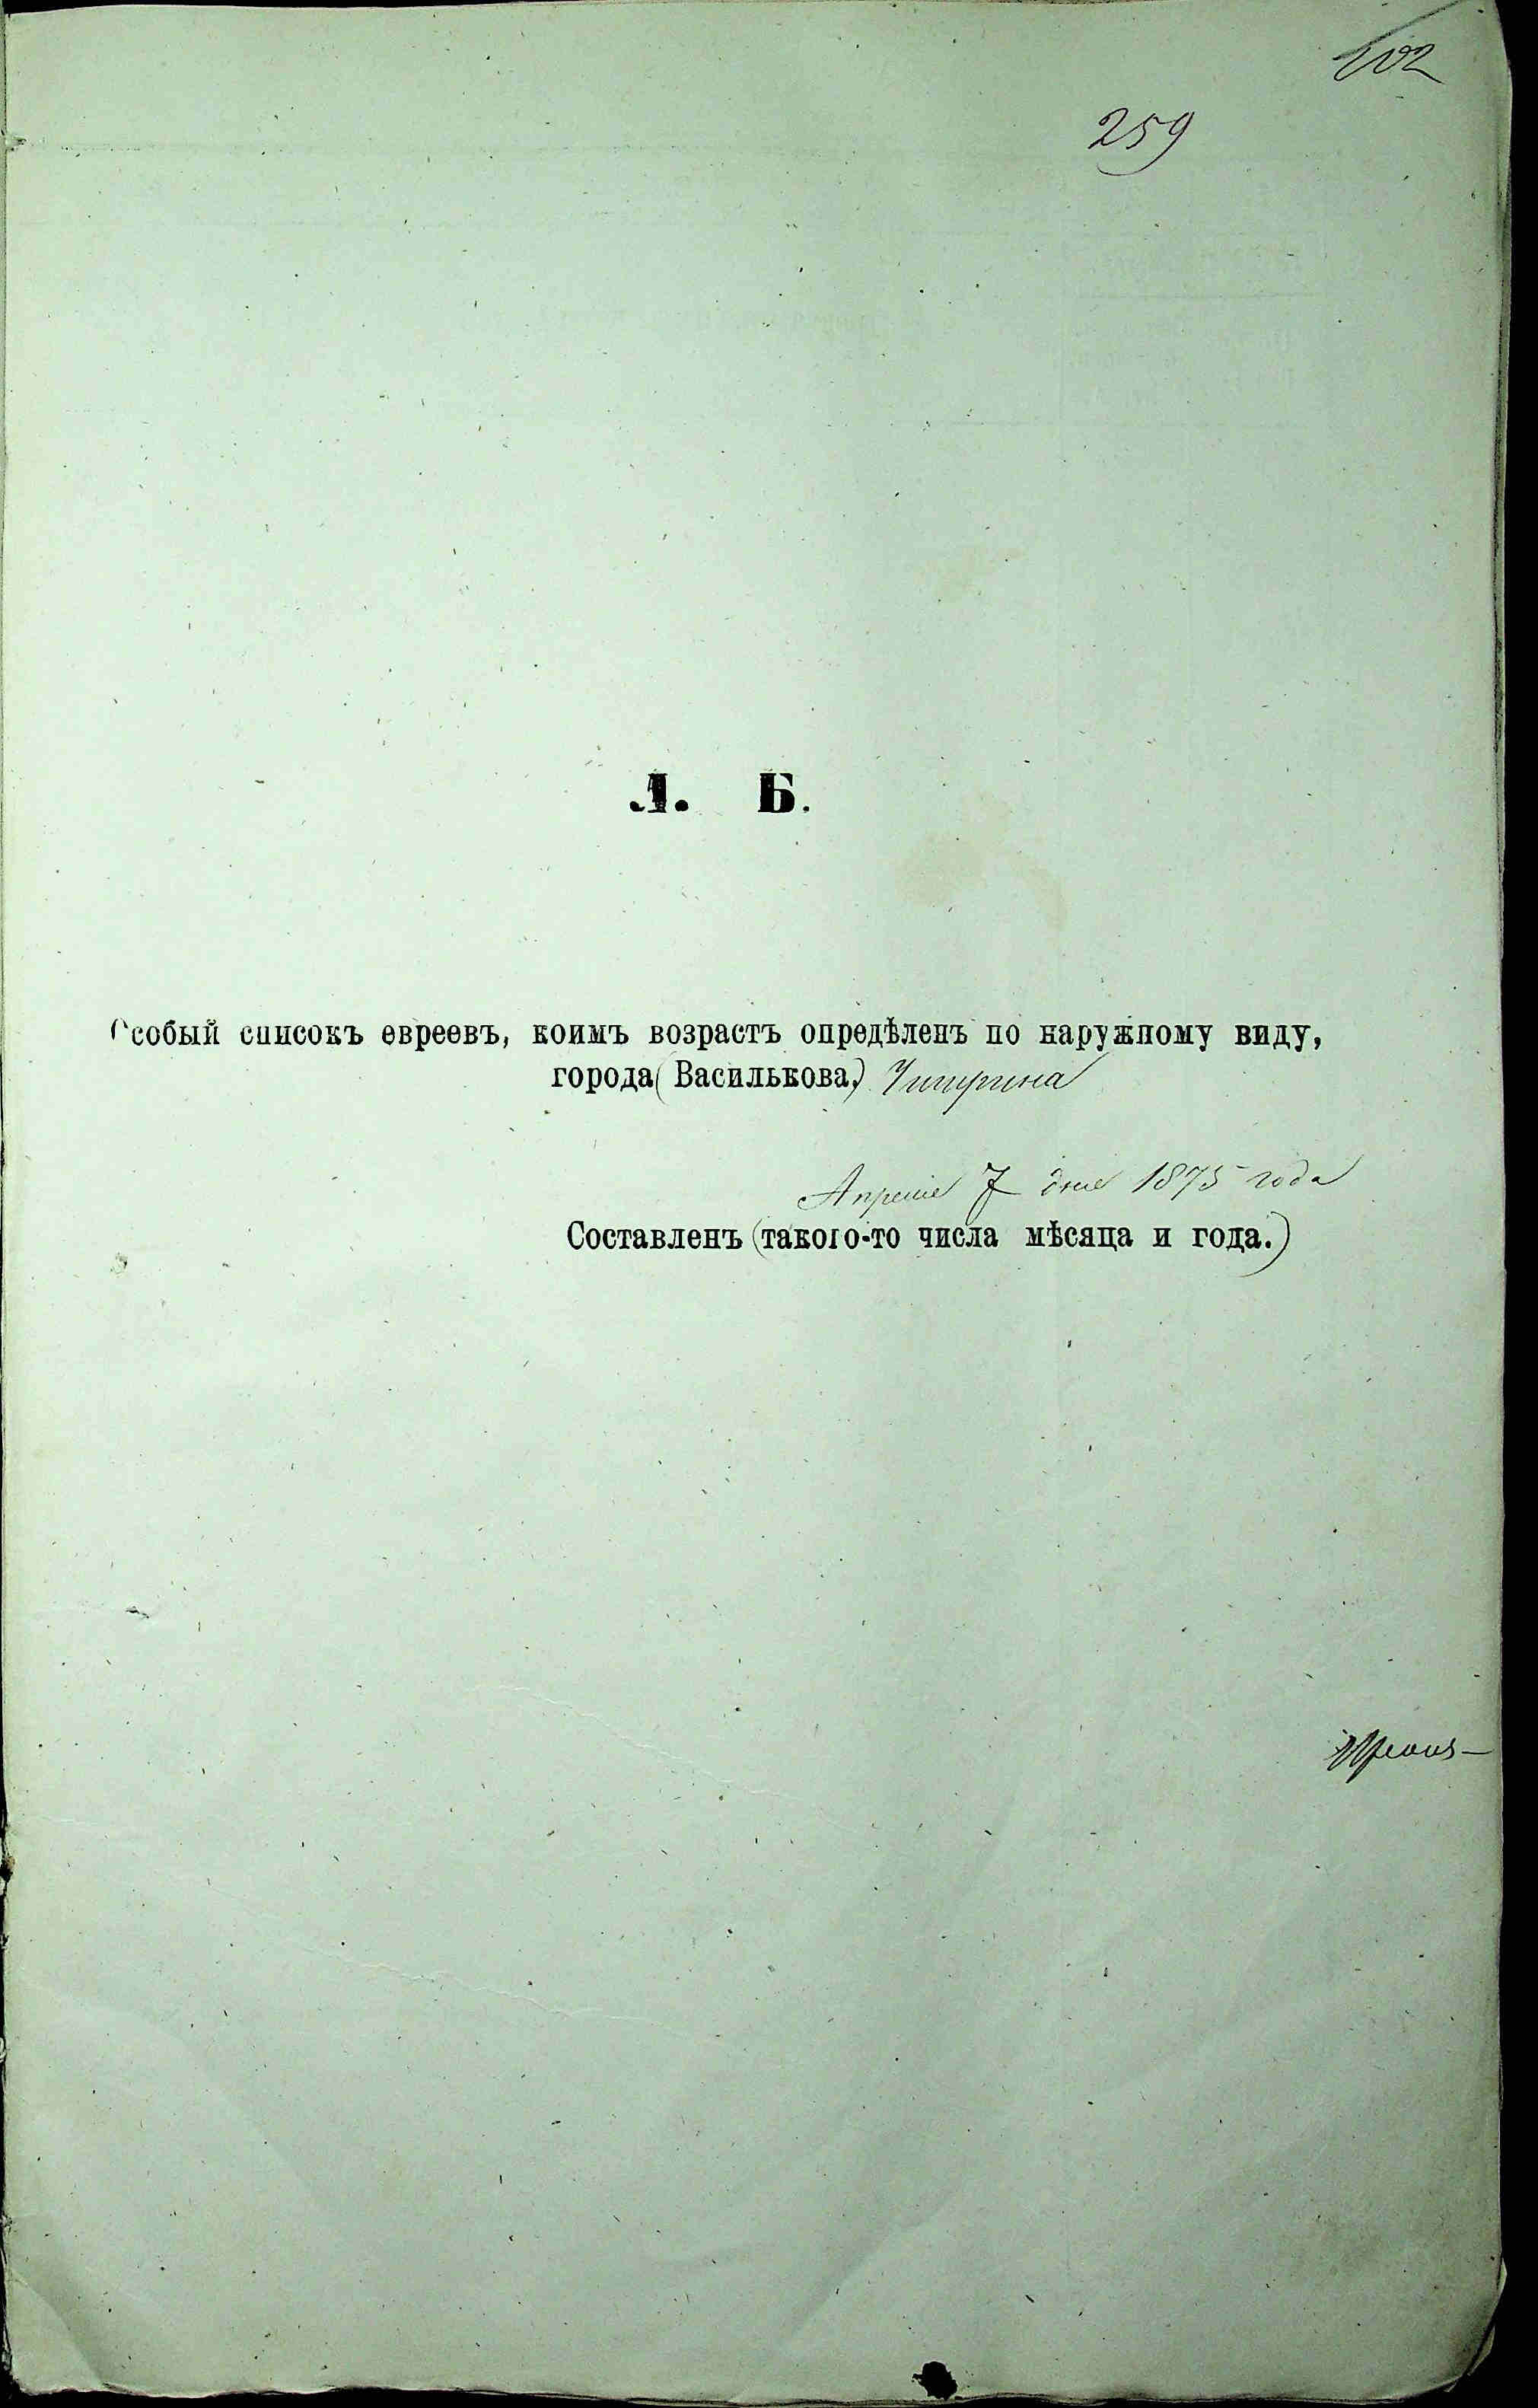 102
259
Л. Б.
Особый списокъ евреевъ, коимъ возрастъ опредѣленъ по наружному виду,
города (Василькова,) Чигирина
Апреля 7 дня 1875 года
Составленъ (такого-то числа мѣсяца и года.)